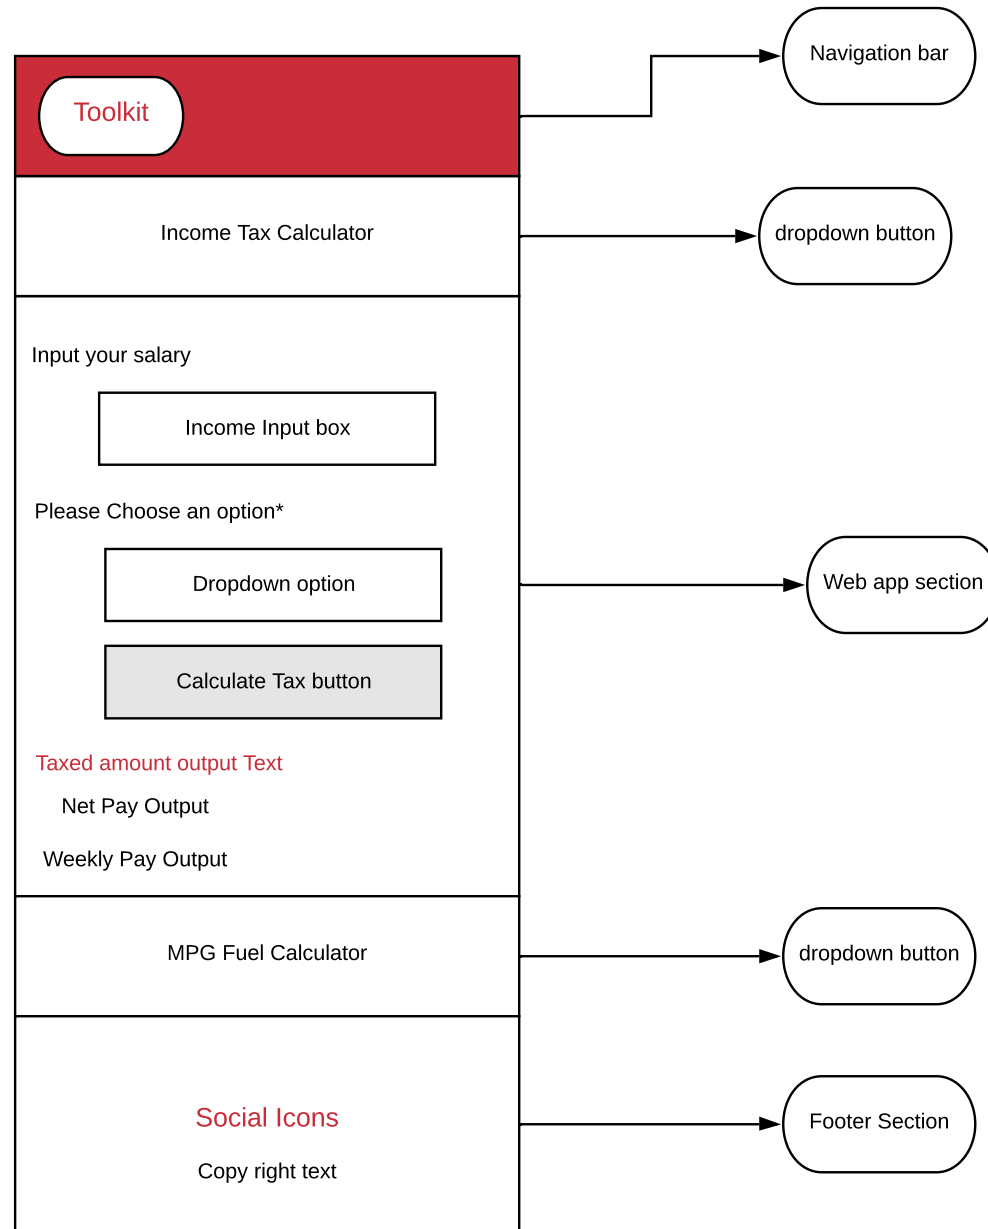 Navigation bar
Toolkit
Income Tax Calculator
dropdown button
Input your salary
Income Input box
Please Choose an option*
Dropdown option
Web app section
Calculate Tax button
Taxed amount output Text
Net Pay Output
Weekly Pay Output
MPG Fuel Calculator
dropdown button
Social Icons
Footer Section
Copy right text